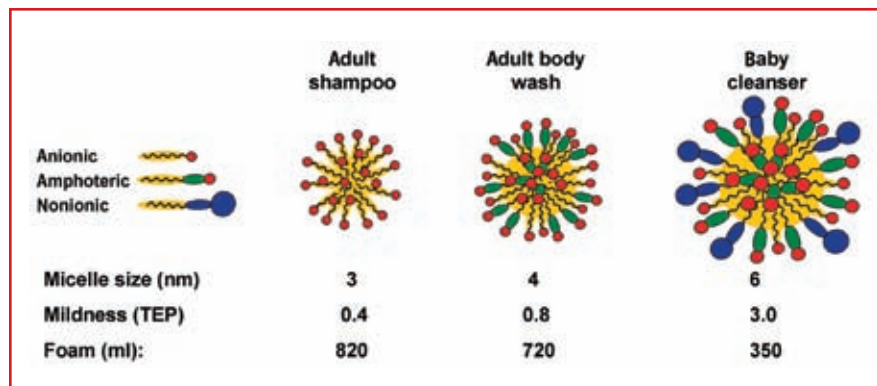 Adult shampoo
Adult body wash
Baby cleanser
Anionic
Amphoteric
Nonionic
Micelle size (nm) 3 4 6
Mildness (TEP) 0.4 0.8 3.0
Foam (ml): 820 720 350